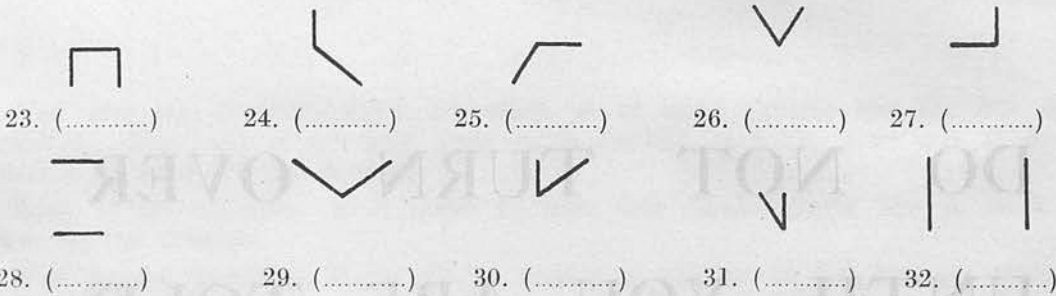 23. (............) 24. (............) 25. (............) 26. (............) 27. (............)
DO NOT TURN OVER
28. (............) 29. (............) 30. (............) 31. (............) 32. (............)